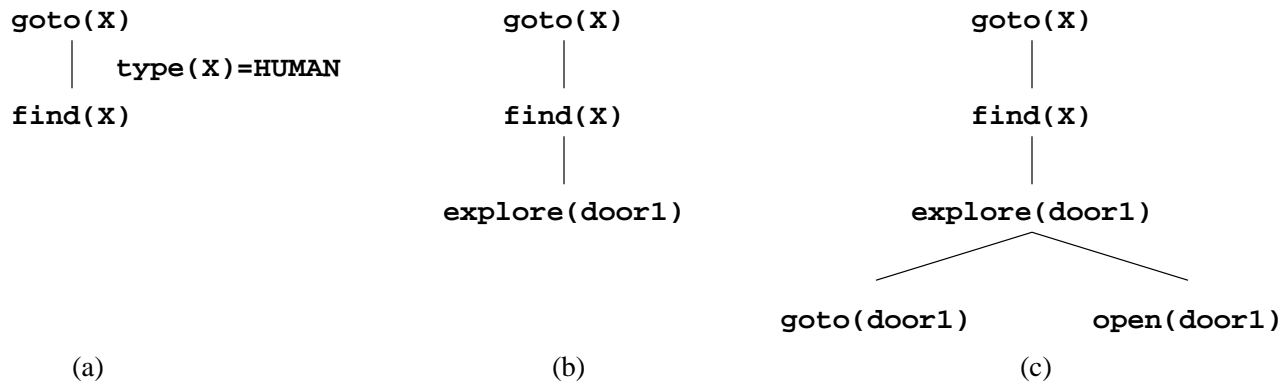 goto(X)
type(X)=HUMAN
find(X)
(a)
goto(X)
find(X)
explore(door1)
(b)
goto(X)
find(X)
explore(door1)
goto(door1) open(door1)
(c)